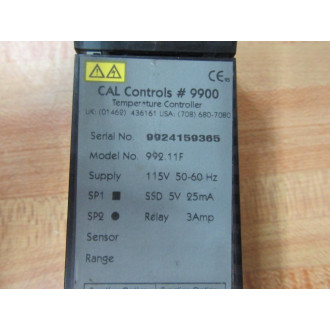 CE
CAL Controls # 9900
Temperature Controller
UK: (01462) 436161 USA: (708) 680-7080
Serial No. 9924159365
Model No. 992.11F
Supply 115V 50-60 Hz
SP1 SSD 5V 25mA
SP2 Relay 3Amp
Sensor
Range